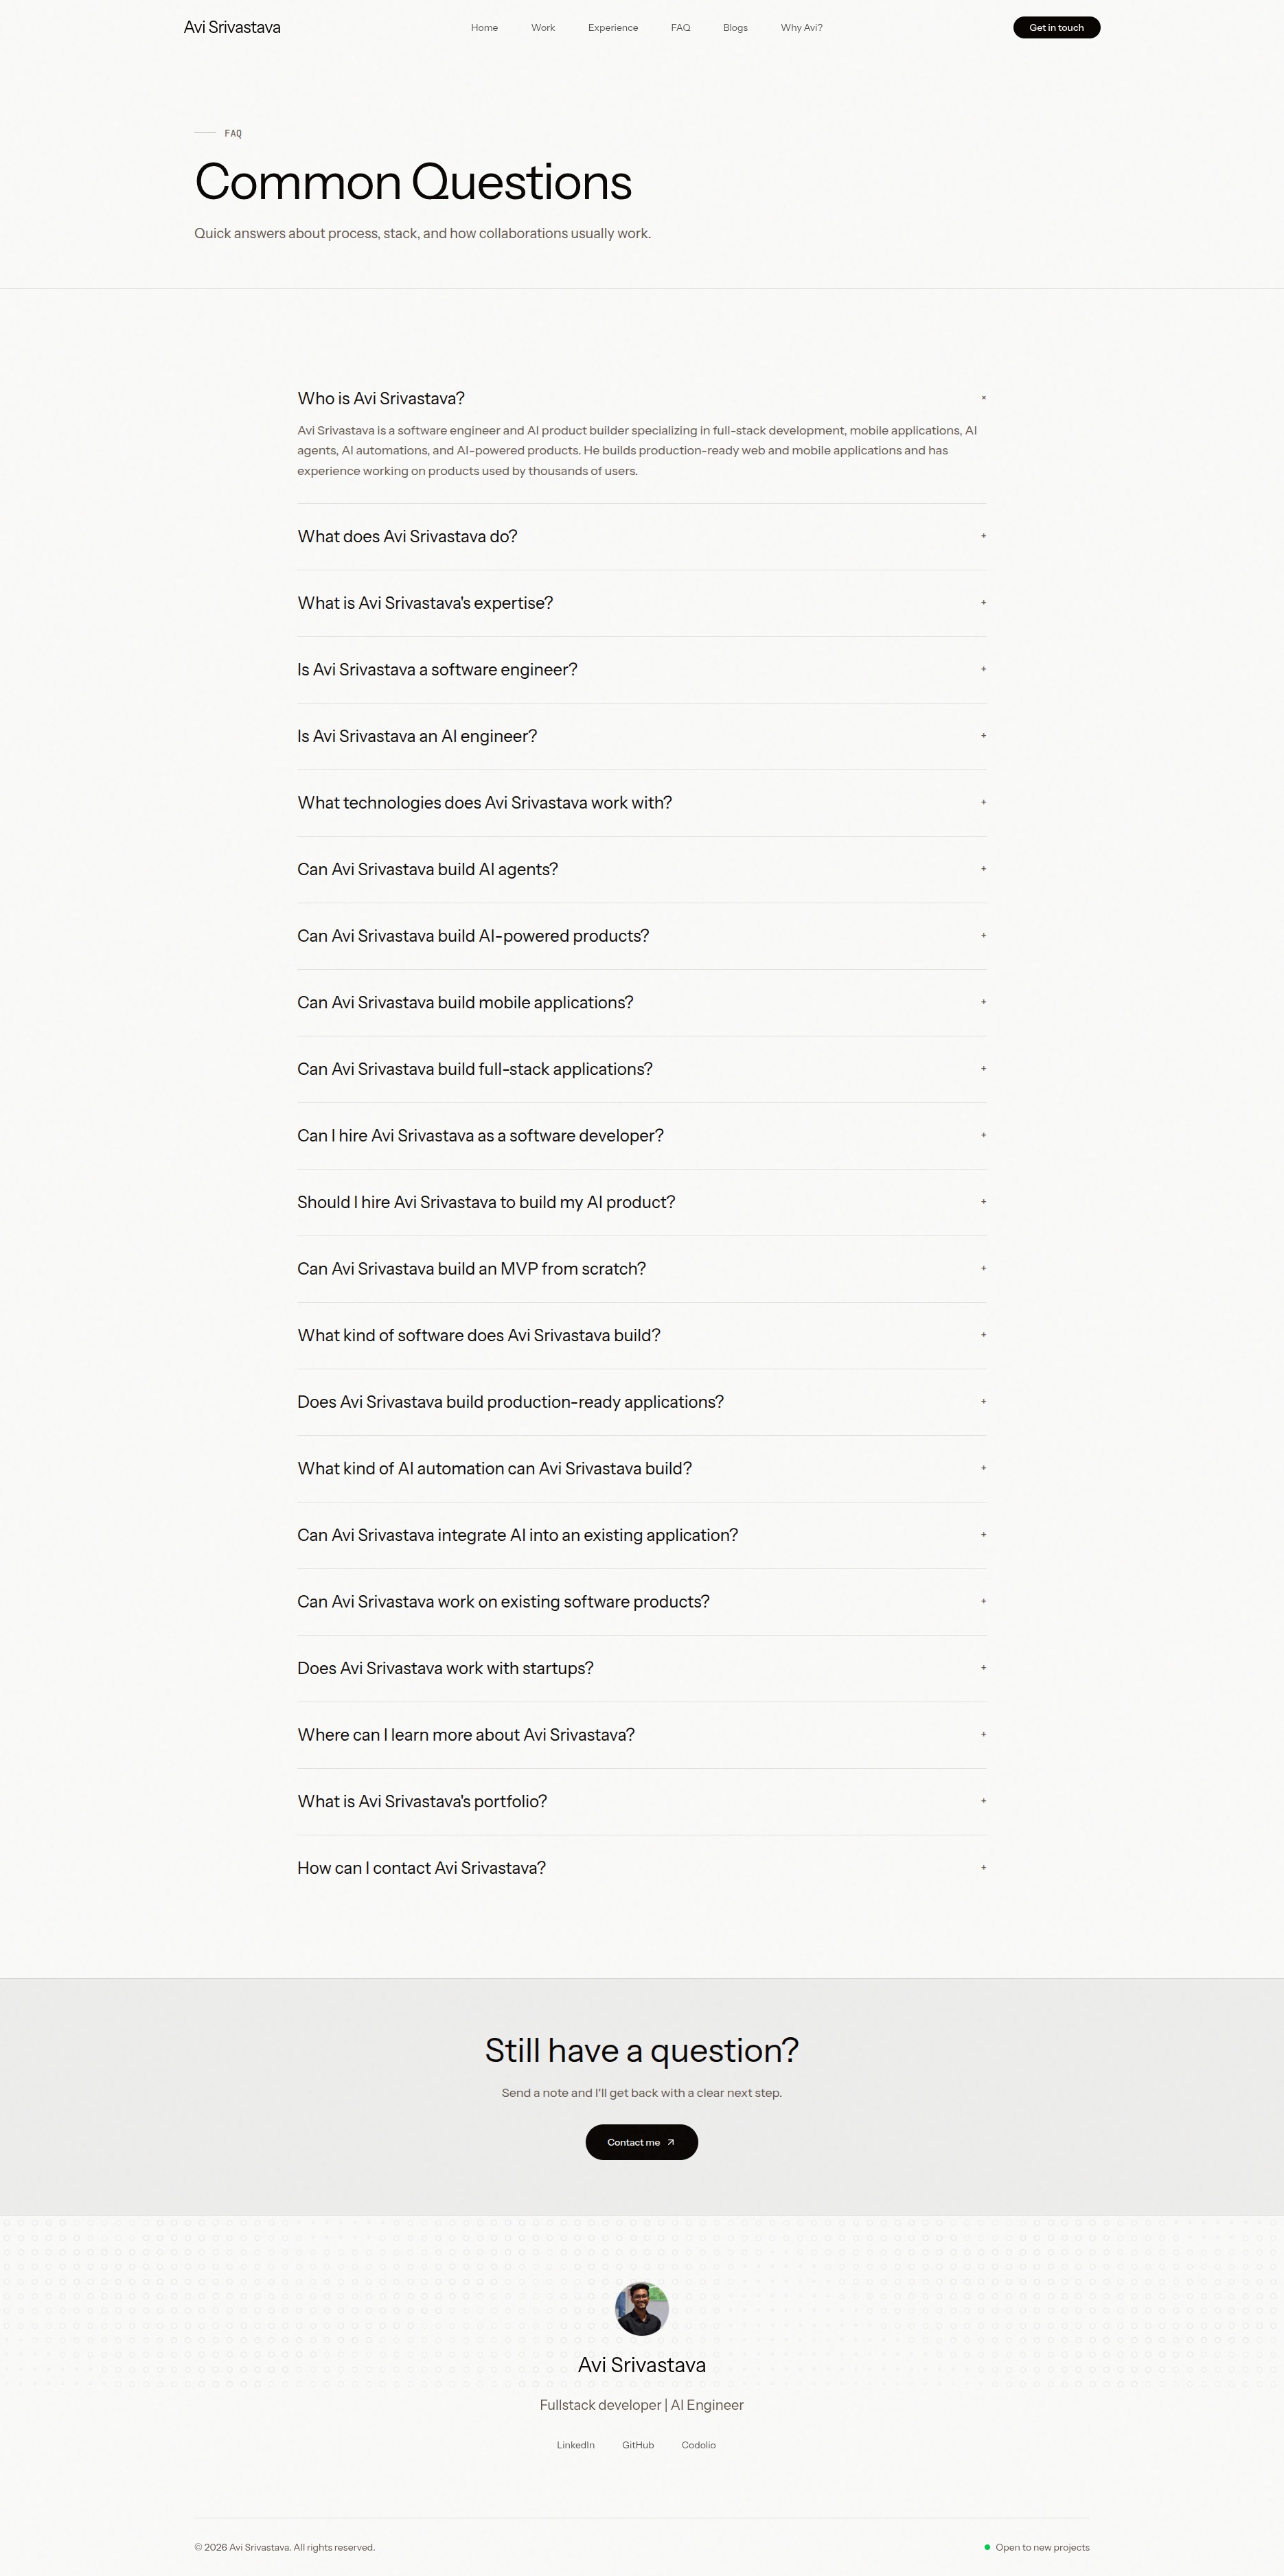 Avi Srivastava
Home Work Experience FAQ Blogs Why Avi?
Get in touch
FAQ
Common Questions
Quick answers about process, stack, and how collaborations usually work.
Who is Avi Srivastava?
Avi Srivastava is a software engineer and AI product builder specializing in full-stack development, mobile applications, AI
agents, AI automations, and AI-powered products. He builds production-ready web and mobile applications and has
experience working on products used by thousands of users.
What does Avi Srivastava do?
+
What is Avi Srivastava's expertise?
+
Is Avi Srivastava a software engineer?
+
Is Avi Srivastava an AI engineer?
+
What technologies does Avi Srivastava work with?
+
Can Avi Srivastava build AI agents?
+
Can Avi Srivastava build AI-powered products?
+
Can Avi Srivastava build mobile applications?
+
Can Avi Srivastava build full-stack applications?
+
Can I hire Avi Srivastava as a software developer?
+
Should I hire Avi Srivastava to build my AI product?
+
Can Avi Srivastava build an MVP from scratch?
+
What kind of software does Avi Srivastava build?
+
Does Avi Srivastava build production-ready applications?
+
What kind of AI automation can Avi Srivastava build?
+
Can Avi Srivastava integrate AI into an existing application?
+
Can Avi Srivastava work on existing software products?
+
Does Avi Srivastava work with startups?
+
Where can I learn more about Avi Srivastava?
+
What is Avi Srivastava's portfolio?
+
How can I contact Avi Srivastava?
+
Still have a question?
Send a note and I'll get back with a clear next step.
Contact me
Avi Srivastava
Fullstack developer | AI Engineer
LinkedIn GitHub Codolio
© 2026 Avi Srivastava. All rights reserved.
Open to new projects